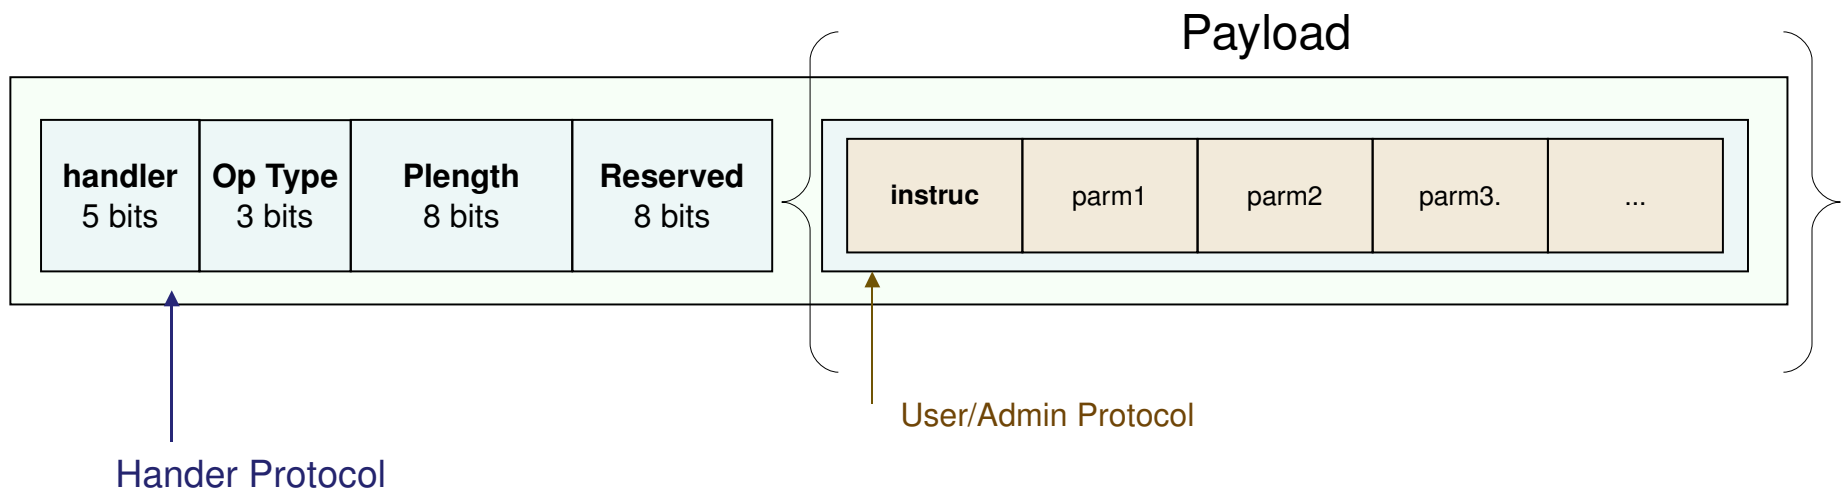 Payload
handler
5 bits
Op Type
3 bits
Plength
8 bits
Reserved
8 bits
instruc
parm1
parm2
parm3.
...
User/Admin Protocol
Hander Protocol